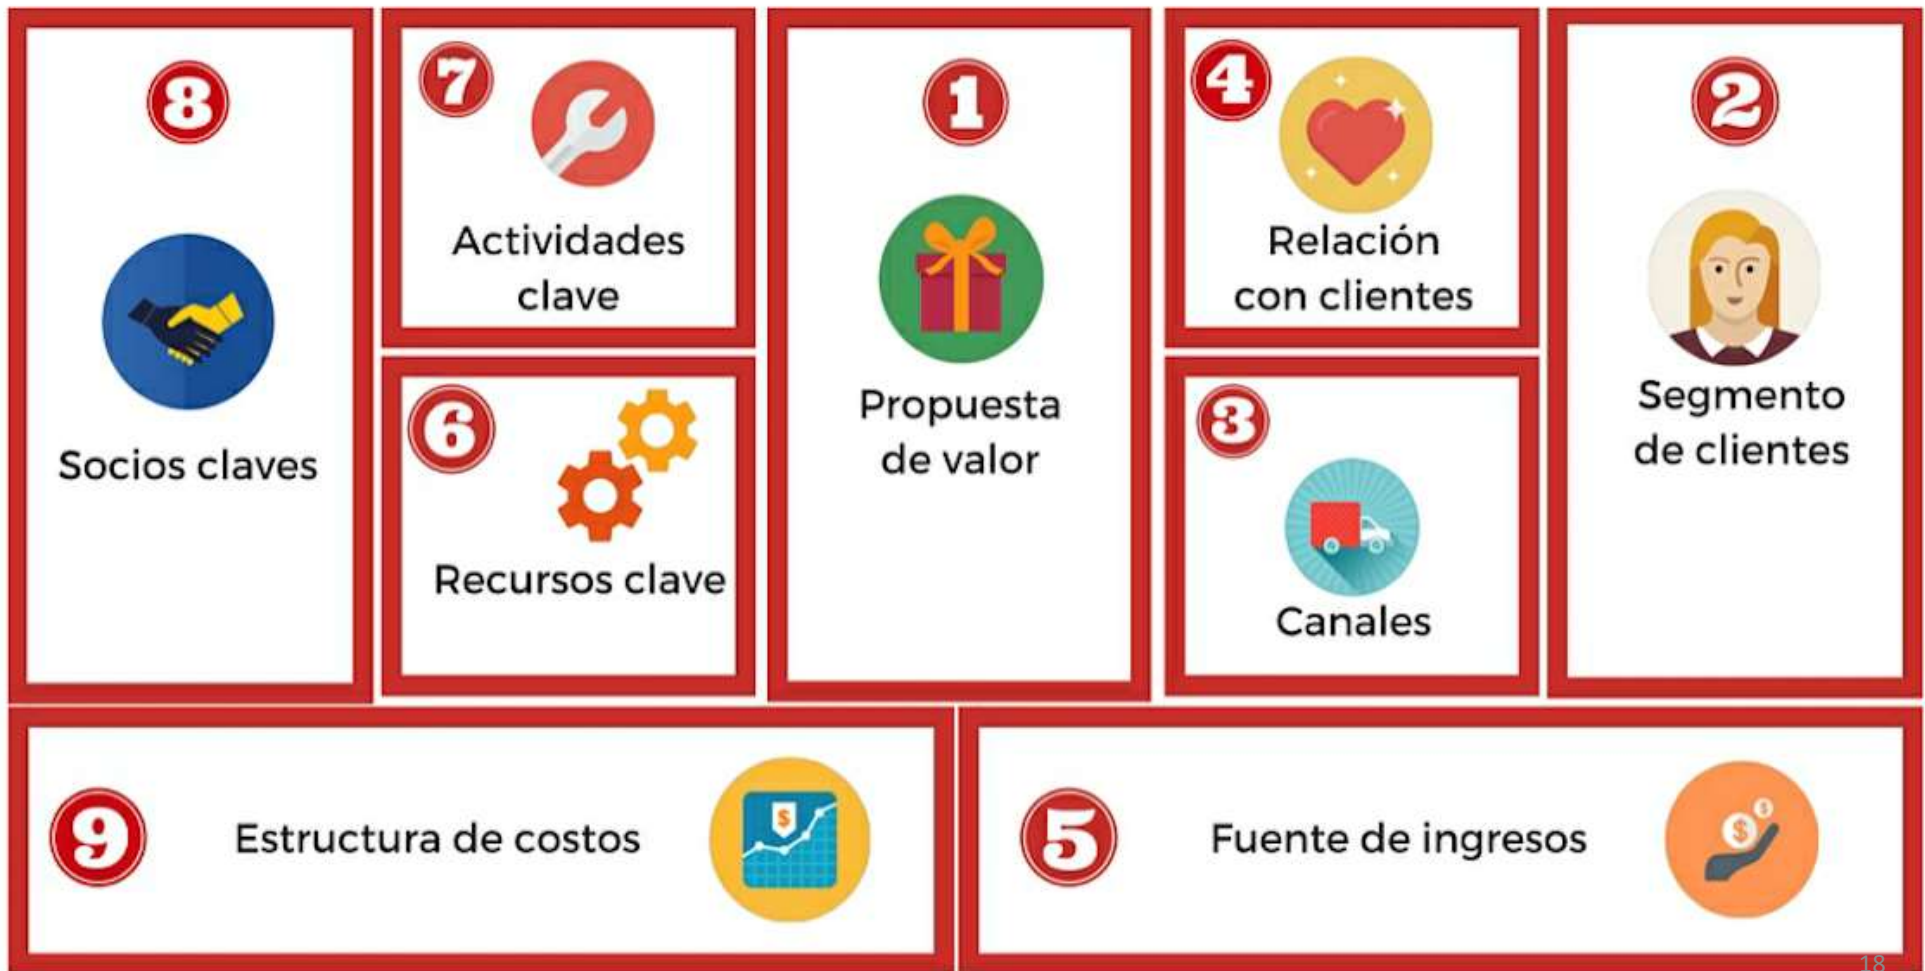 8
Socios claves
7
Actividades
clave
6
Recursos clave
1
Propuesta
de valor
4
Relación
con clientes
3
Canales
2
Segmento
de clientes
9
Estructura de costos
$
5
Fuente de ingresos
$
$
18